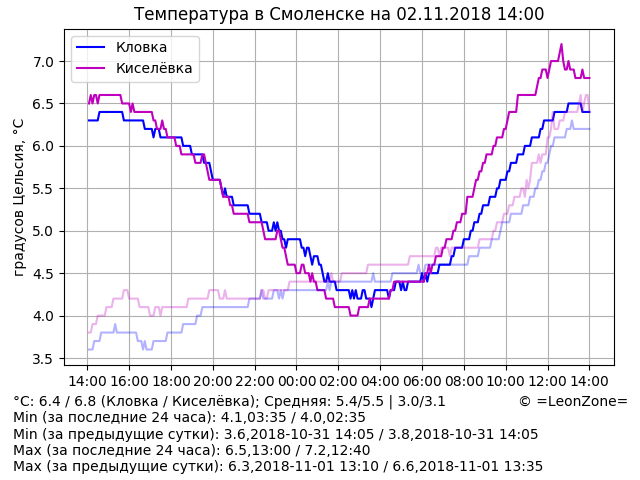 Температура в Смоленске на 02.11.2018 14:00
Кловка
Киселёвка
градусов Цельсия, °C
7.0
6.5
6.0
5.5
5.0
4.5
4.0
3.5
14:00 16:00 18:00 20:00 22:00 00:00 02:00 04:00 06:00 08:00 10:00 12:00 14:00
°C: 6.4 / 6.8 (Кловка / Киселёвка); Средняя: 5.4/5.5 | 3.0/3.1 © =LeonZone=
Min (за последние 24 часа): 4.1,03:35 / 4.0,02:35
Min (за предыдущие сутки): 3.6,2018-10-31 14:05 / 3.8,2018-10-31 14:05
Max (за последние 24 часа): 6.5,13:00 / 7.2,12:40
Max (за предыдущие сутки): 6.3,2018-11-01 13:10 / 6.6,2018-11-01 13:35